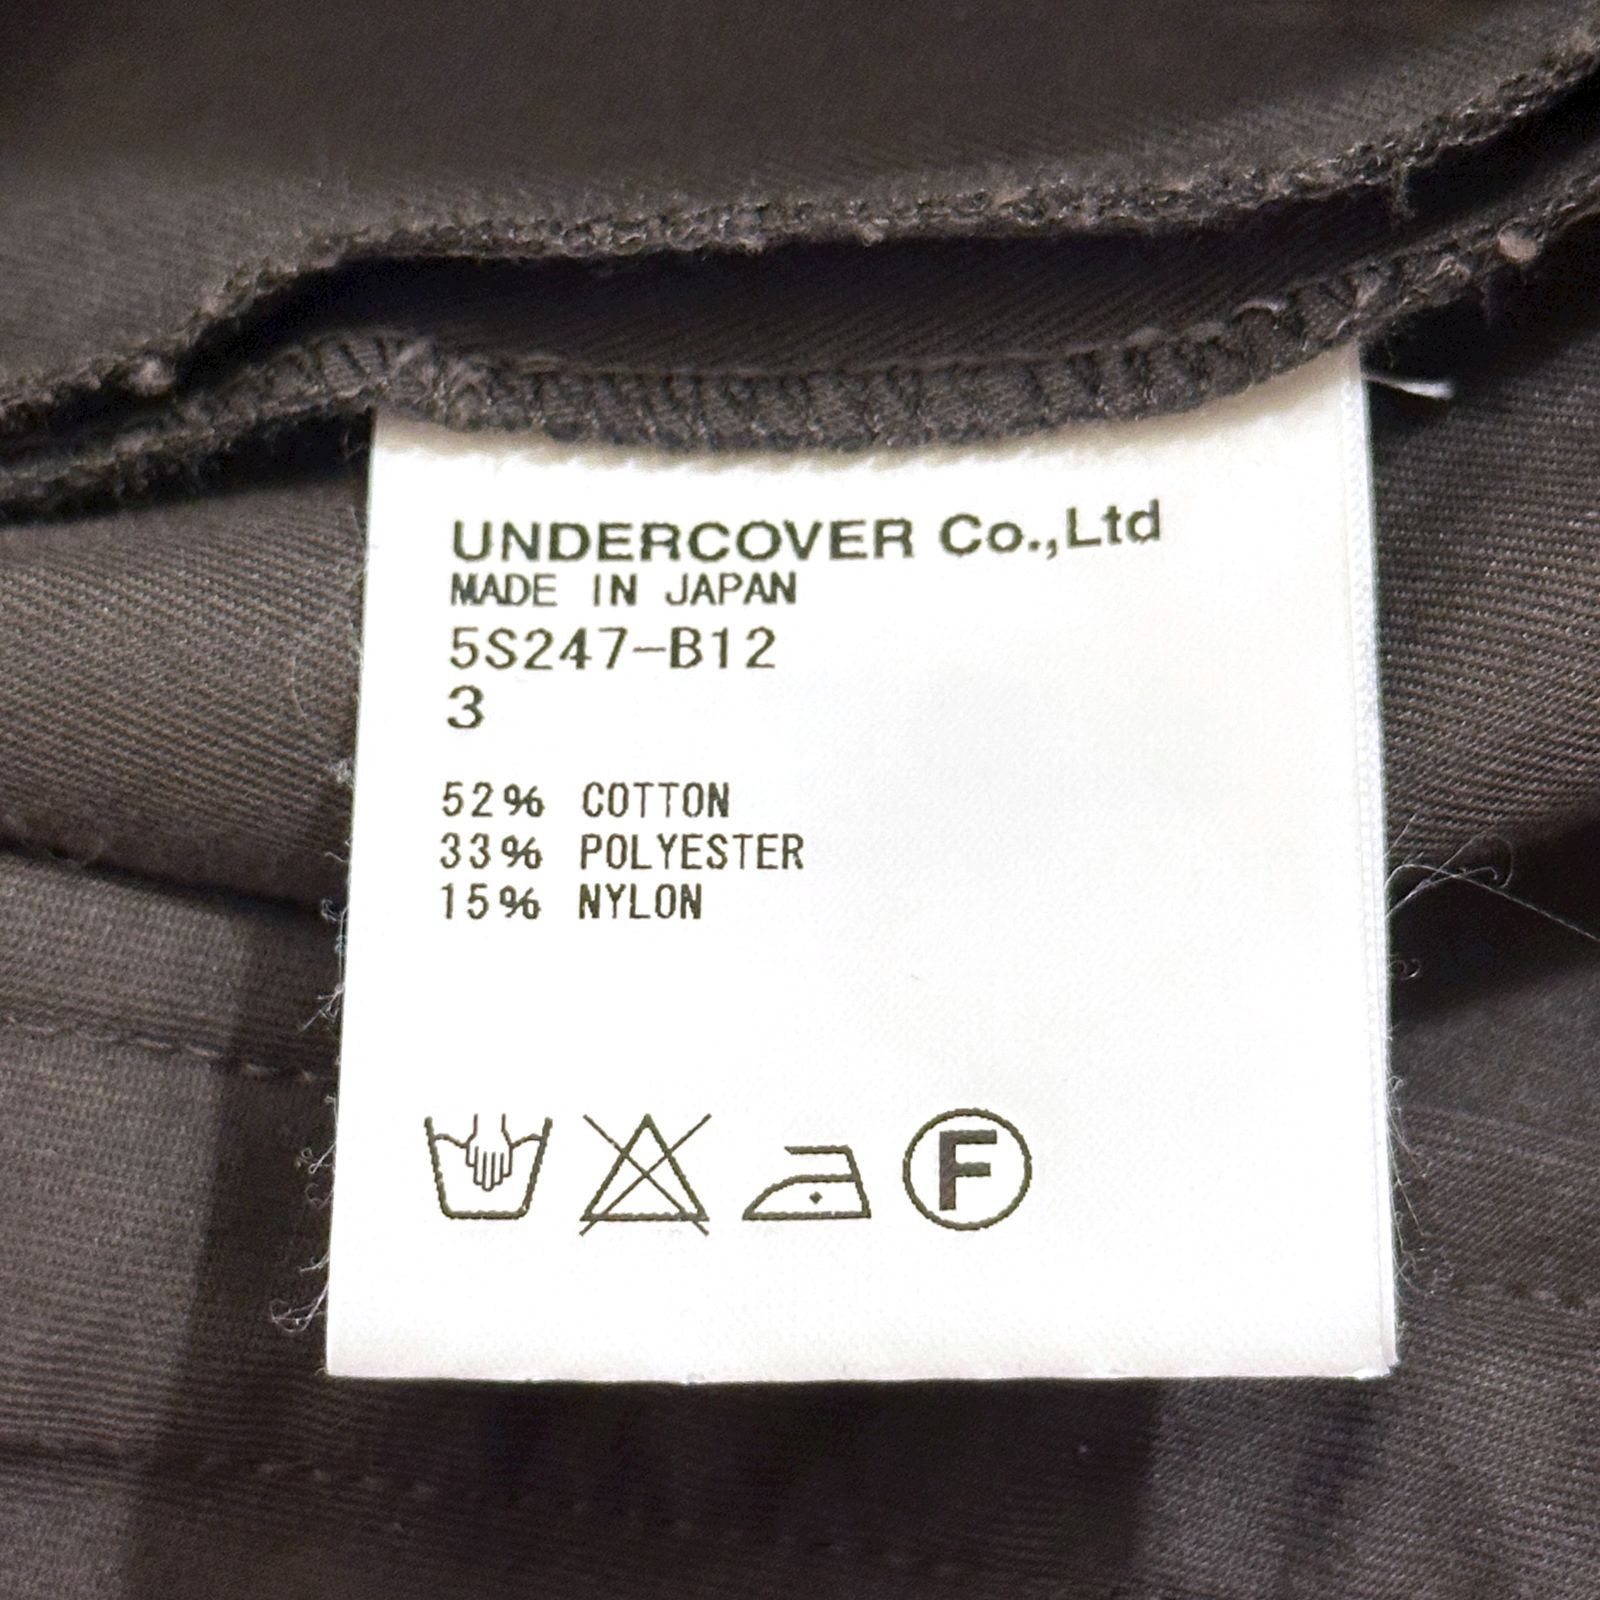 UNDERCOVER Co.,Ltd
MADE IN JAPAN
5S247-B12
3
52% COTTON
33% POLYESTER
15% NYLON
F